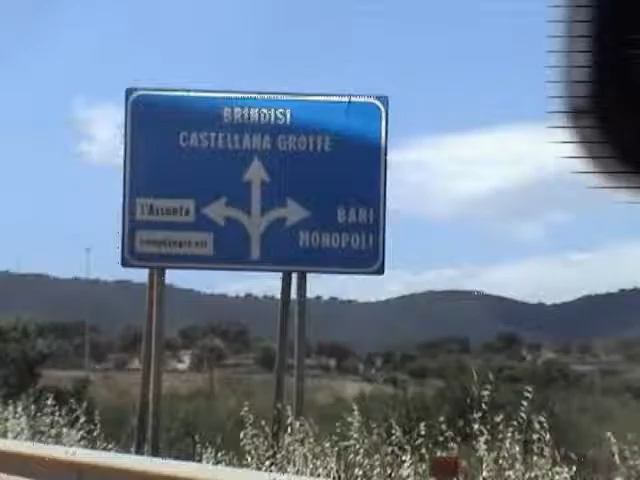 BRINDISI
CASTELLANA GROTTE
L'Assunta
BARI
MONOPOLI